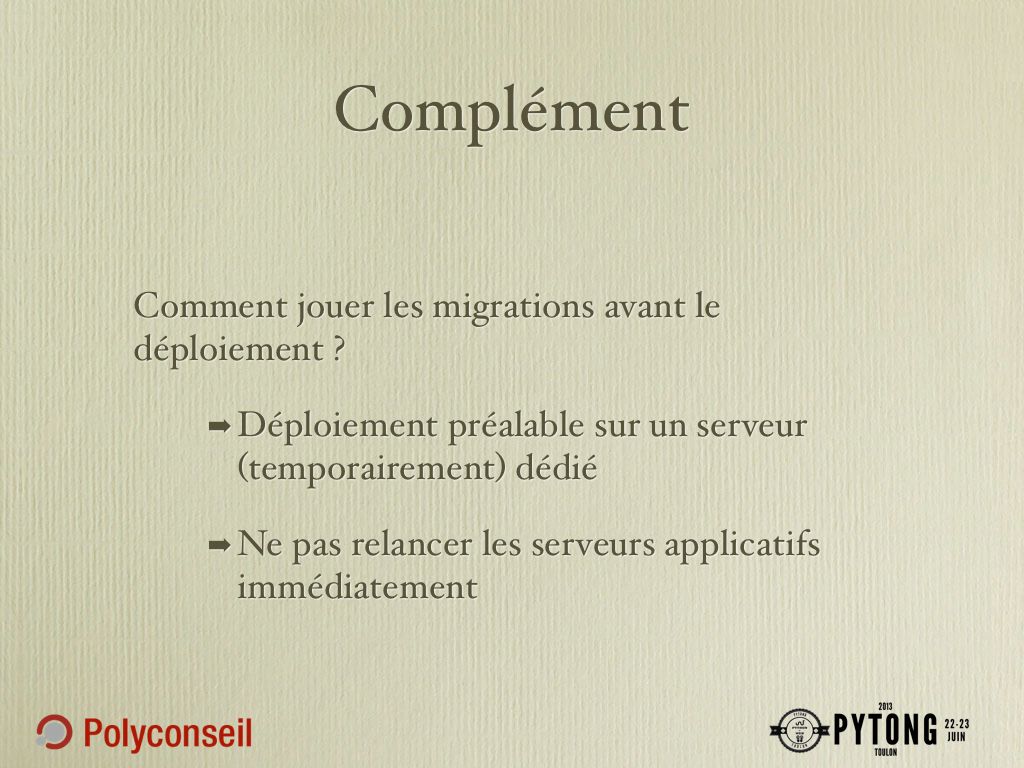 Complément
Comment jouer les migrations avant le
déploiement ?
➡ Déploiement préalable sur un serveur
(temporairement) dédié
➡ Ne pas relancer les serveurs applicatifs
immédiatement
Polyconseil
2013
PYTONG
TOULON
22-23
JUIN